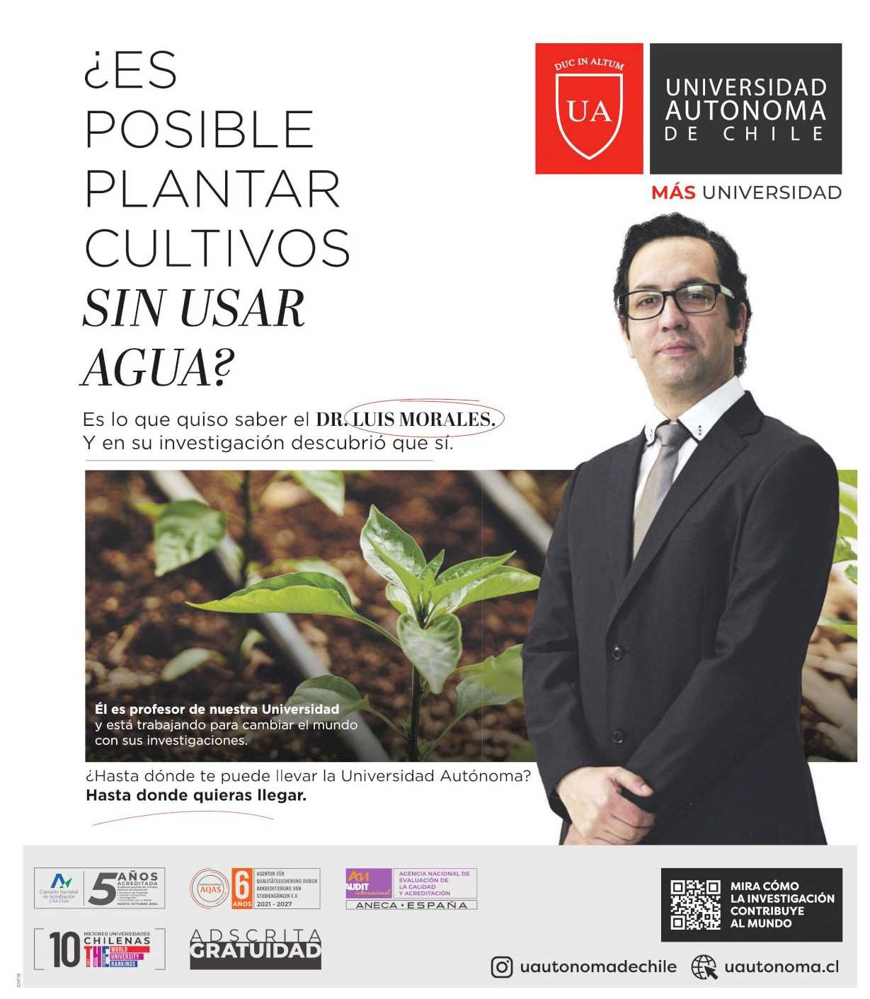 ¿ES
POSIBLE
PLANTAR
CULTIVOS
SIN USAR
AGUA?
DUC IN ALTUM
UA
UNIVERSIDAD
AUTONOMA
DE CHILE
MÁS UNIVERSIDAD
Es lo que quiso saber el DR. LUIS MORALES.
Y en su investigación descubrió que sí.
Él es profesor de nuestra Universidad
y está trabajando para cambiar el mundo
con sus investigaciones.
¿Hasta dónde te puede llevar la Universidad Autónoma?
Hasta donde quieras llegar.
Comisión Nacional
de Acreditación
CNA-Chile
5 AÑOS
ACREDITADA
HASTA OCTUBRE 2024
AQAS
6
AÑOS
AGENTUR FÜR
QUALITÄTSSICHERUNG DURCH
AKKREDITIERUNG VON
STUDIENGÄNGEN E.V.
2021 - 2027
AUDIT
internacional
AGENCIA NACIONAL DE
EVALUACIÓN DE
LA CALIDAD
Y ACREDITACIÓN
ANECA • ESPAÑA
10
MEJORES UNIVERSIDADES
CHILENAS
THE WORLD
UNIVERSITY
RANKINGS
ADSCRITA
GRATUIDAD
MIRA CÓMO
LA INVESTIGACIÓN
CONTRIBUYE
AL MUNDO
uautonomadechile
uautonoma.cl
324718